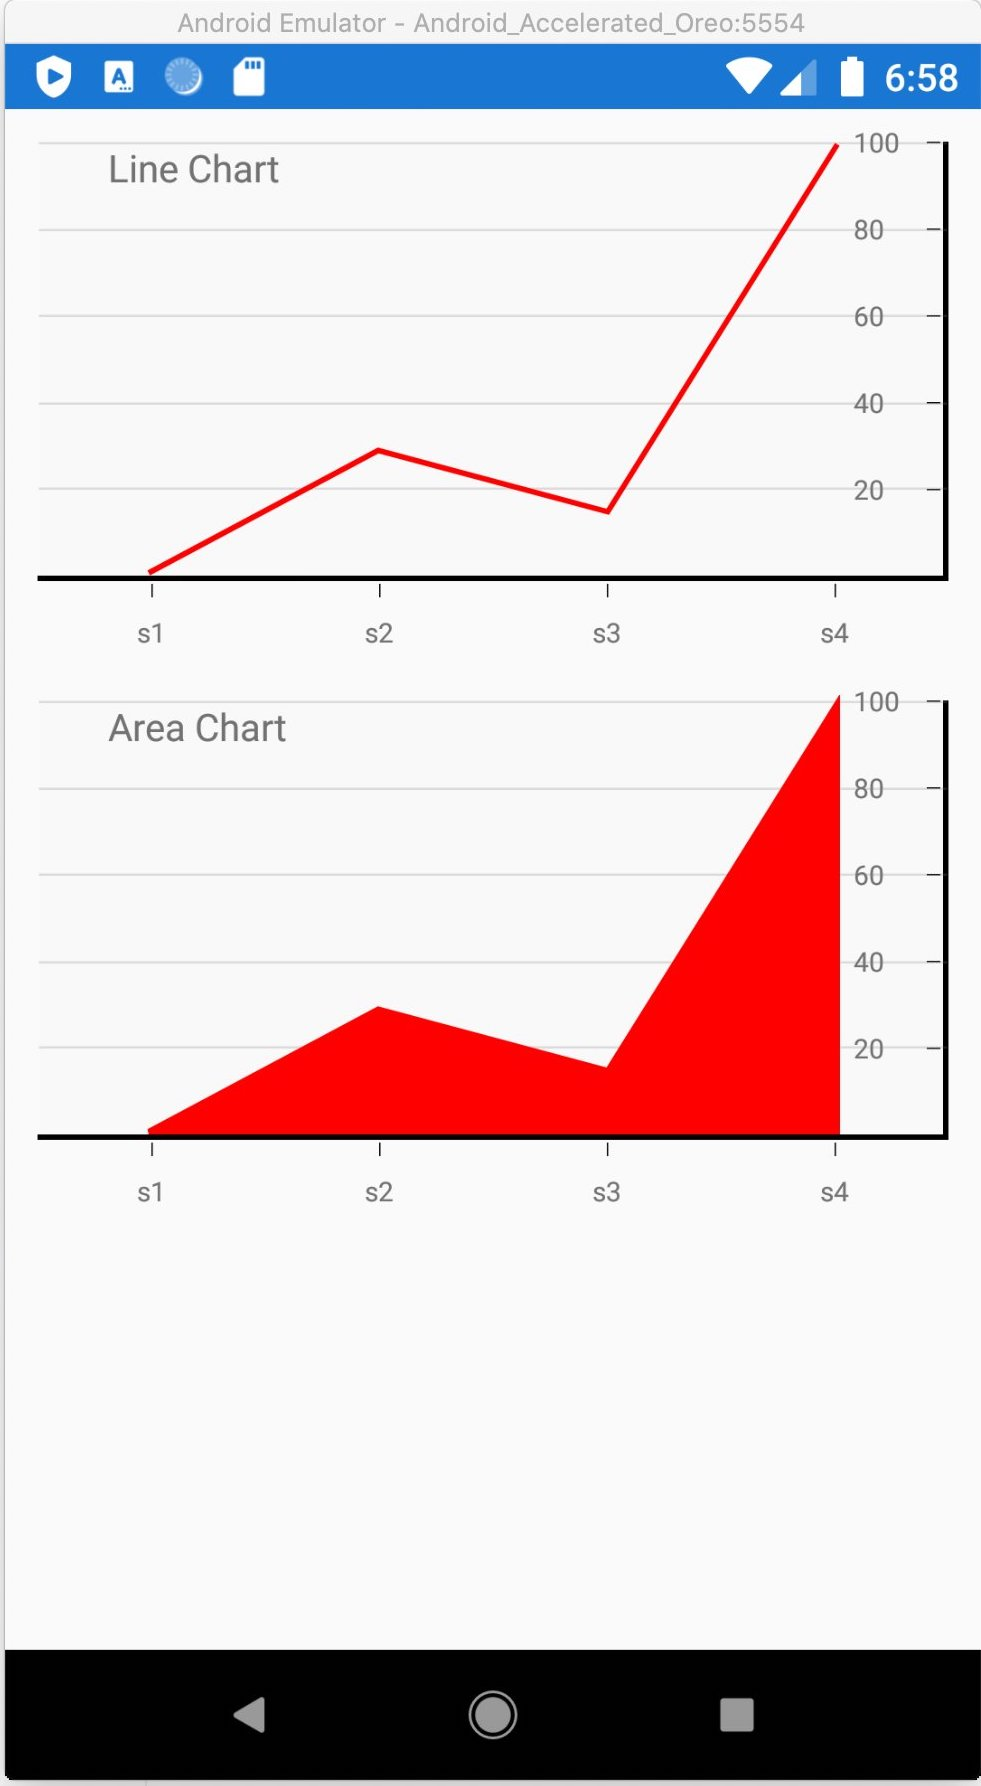 Android Emulator - Android_Accelerated_Oreo:5554
A
6:58
Line Chart
100
80
60
40
20
s1 s2 s3 s4
Area Chart
100
80
60
40
20
s1 s2 s3 s4